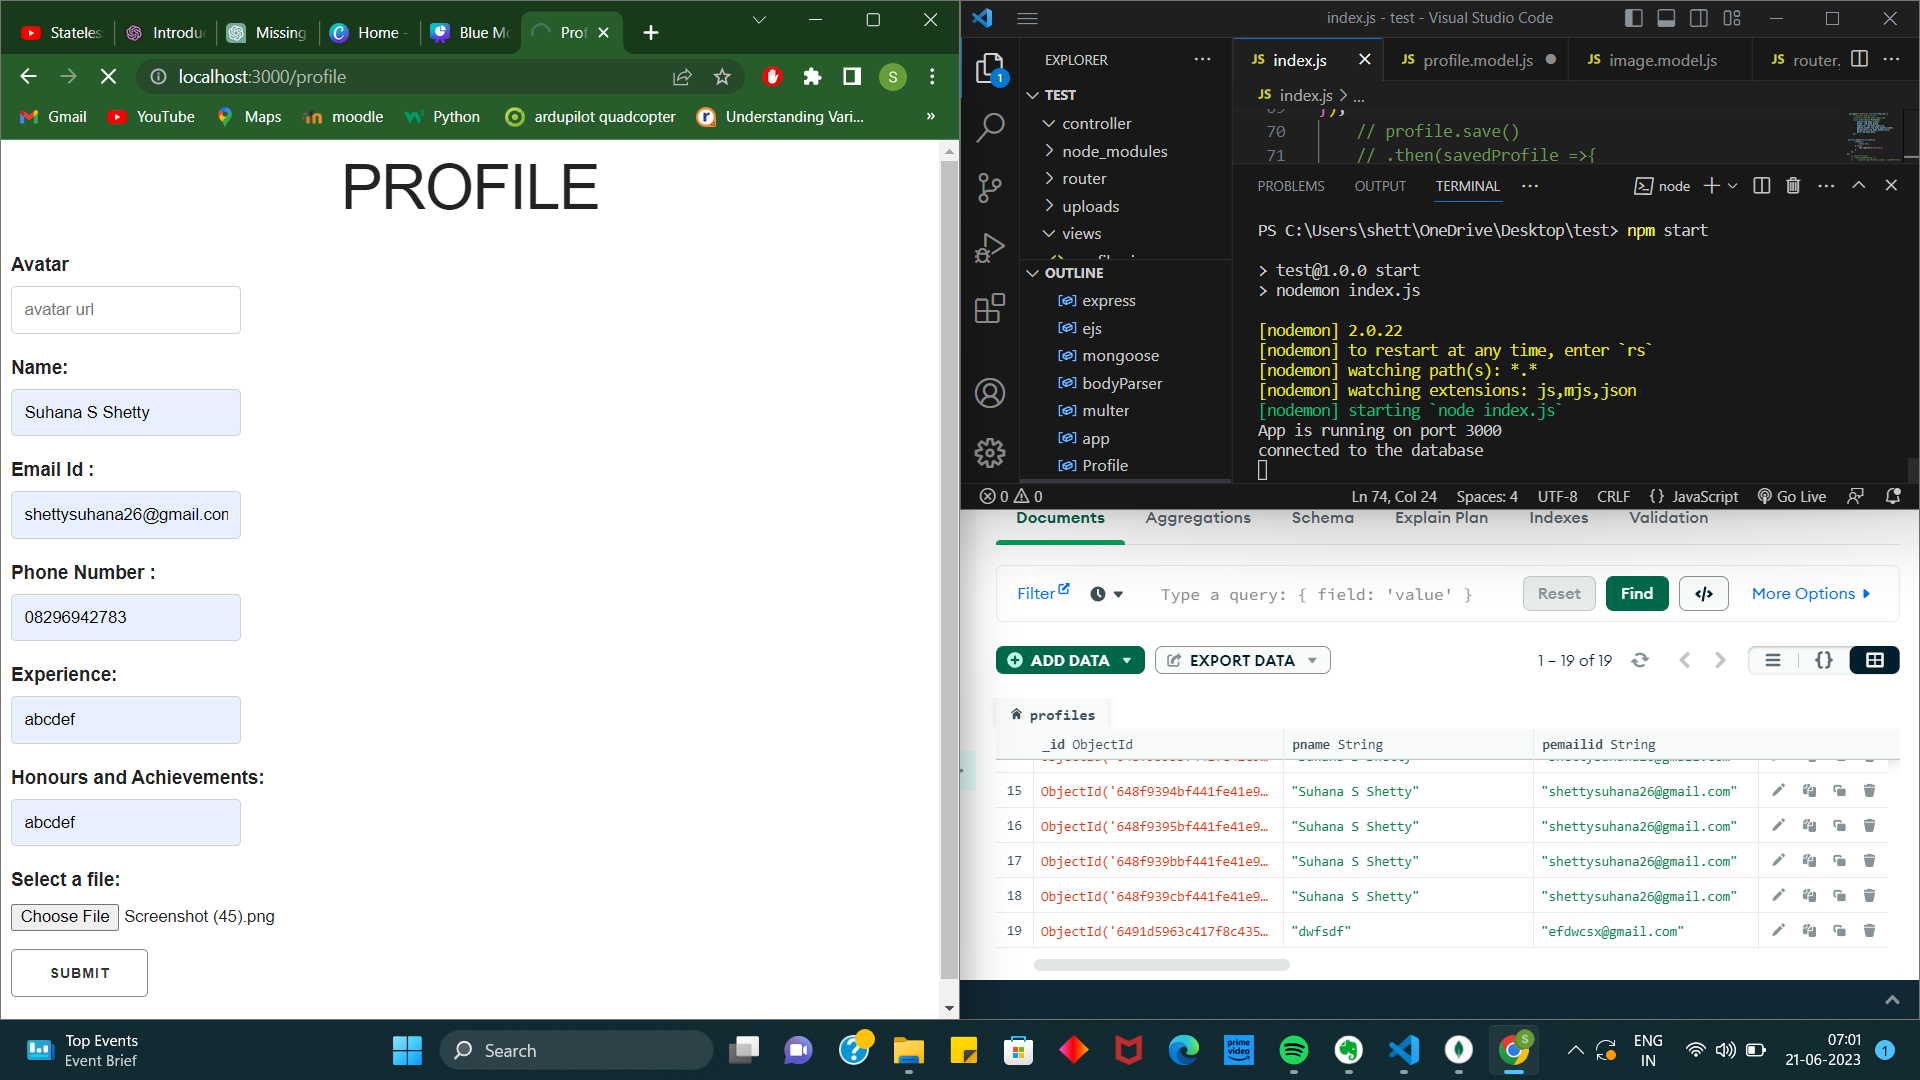 Stateles
Introdu
Missing
Home -
Blue Mo
Prof
localhost:3000/profile
S
Gmail
YouTube
Maps
moodle
Python
ardupilot quadcopter
Understanding Vari...
»
PROFILE
Avatar
avatar url
Name:
Suhana S Shetty
Email Id :
shettysuhana26@gmail.con
Phone Number :
08296942783
Experience:
abcdef
Honours and Achievements:
abcdef
Select a file:
Choose File Screenshot (45).png
SUBMIT
index.js - test - Visual Studio Code
EXPLORER
TEST
controller
node_modules
router
uploads
views
OUTLINE
express
ejs
mongoose
bodyParser
multer
app
Profile
JS index.js
JS profile.model.js
JS image.model.js
JS router.
JS index.js > ...
70 // profile.save()
71 // .then(savedProfile =>{
PROBLEMS OUTPUT TERMINAL ... node
PS C:\Users\shett\OneDrive\Desktop\test> npm start
> test@1.0.0 start
> nodemon index.js
[nodemon] 2.0.22
[nodemon] to restart at any time, enter `rs`
[nodemon] watching path(s): *.*
[nodemon] watching extensions: js,mjs,json
[nodemon] starting `node index.js`
App is running on port 3000
connected to the database
0 0 Ln 74, Col 24 Spaces: 4 UTF-8 CRLF {} JavaScript Go Live
Documents Aggregations Schema Explain Plan Indexes Validation
Filter Type a query: { field: 'value' } Reset Find </> More Options
ADD DATA EXPORT DATA 1 – 19 of 19 {}
profiles
_id ObjectId pname String pemailid String
15 ObjectId('648f9394bf441fe41e9… "Suhana S Shetty" "shettysuhana26@gmail.com"
16 ObjectId('648f9395bf441fe41e9… "Suhana S Shetty" "shettysuhana26@gmail.com"
17 ObjectId('648f939bbf441fe41e9… "Suhana S Shetty" "shettysuhana26@gmail.com"
18 ObjectId('648f939cbf441fe41e9… "Suhana S Shetty" "shettysuhana26@gmail.com"
19 ObjectId('6491d5963c417f8c435… "dwfsdf" "efdwcsx@gmail.com"
Top Events
Event Brief
Search
prime video
ENG
IN
07:01
21-06-2023
1